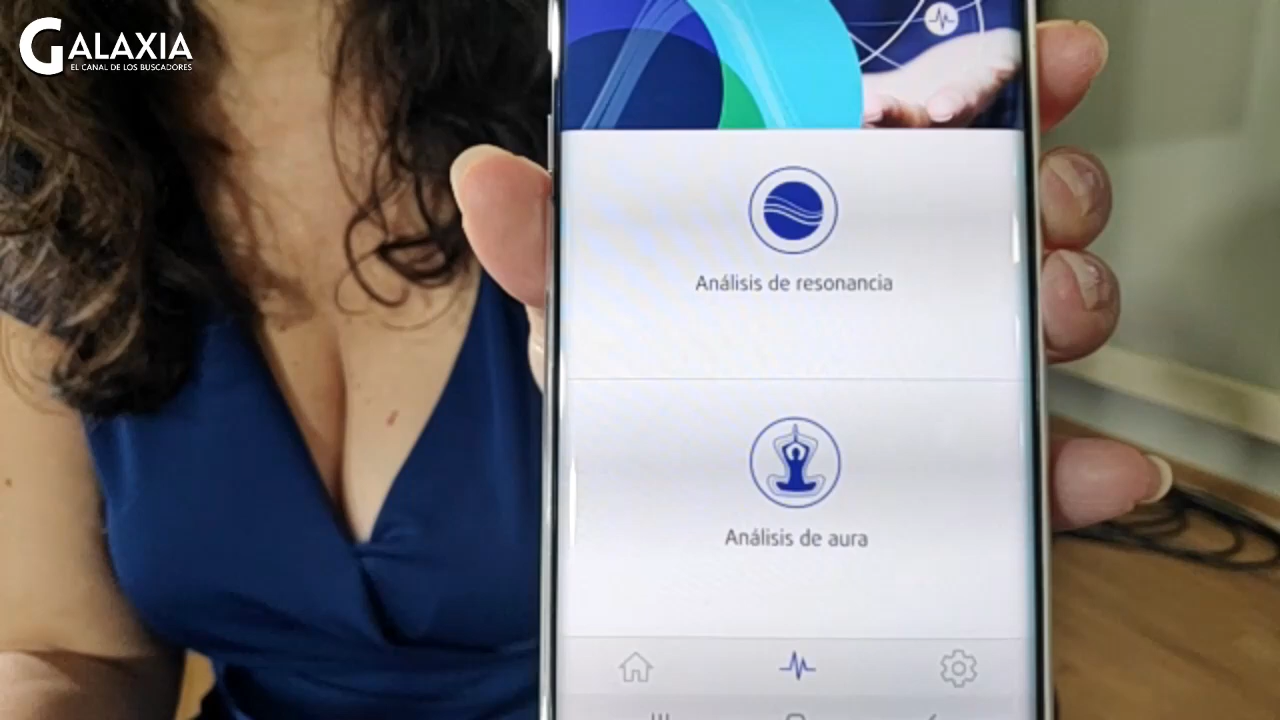 GALAXIA
EL CANAL DE LOS BUSCADORES
Análisis de resonancia
Análisis de aura